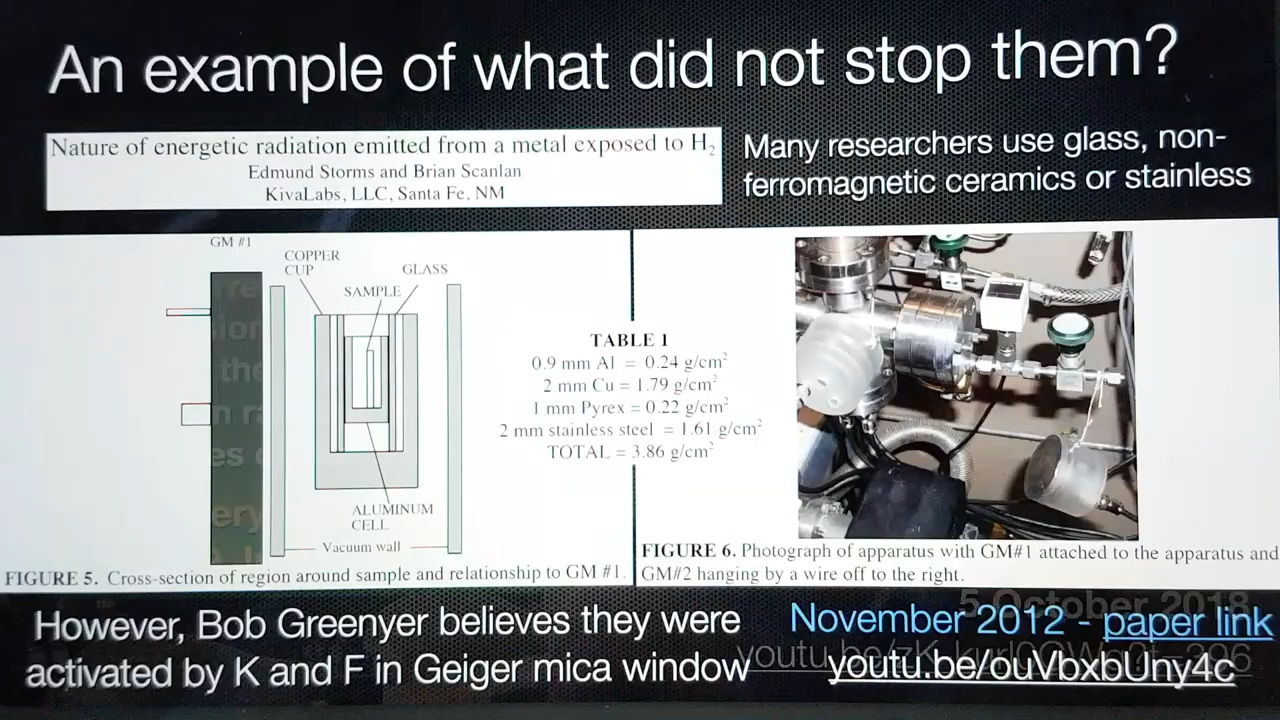 An example of what did not stop them?
Nature of energetic radiation emitted from a metal exposed to H₂
Edmund Storms and Brian Scanlan
KivaLabs, LLC, Santa Fe, NM
Many researchers use glass, non-
ferromagnetic ceramics or stainless
GM #1
COPPER
CUP
GLASS
SAMPLE
ALUMINUM
CELL
Vacuum wall
FIGURE 5. Cross-section of region around sample and relationship to GM #1.
TABLE 1
0.9 mm Al = 0.24 g/cm²
2 mm Cu = 1.79 g/cm²
1 mm Pyrex = 0.22 g/cm²
2 mm stainless steel = 1.61 g/cm²
TOTAL = 3.86 g/cm²
FIGURE 6. Photograph of apparatus with GM#1 attached to the apparatus and
GM#2 hanging by a wire off to the right.
However, Bob Greenyer believes they were
activated by K and F in Geiger mica window
5 October 2018
November 2012 - paper link
youtu.be/ouVbxbUhy4c